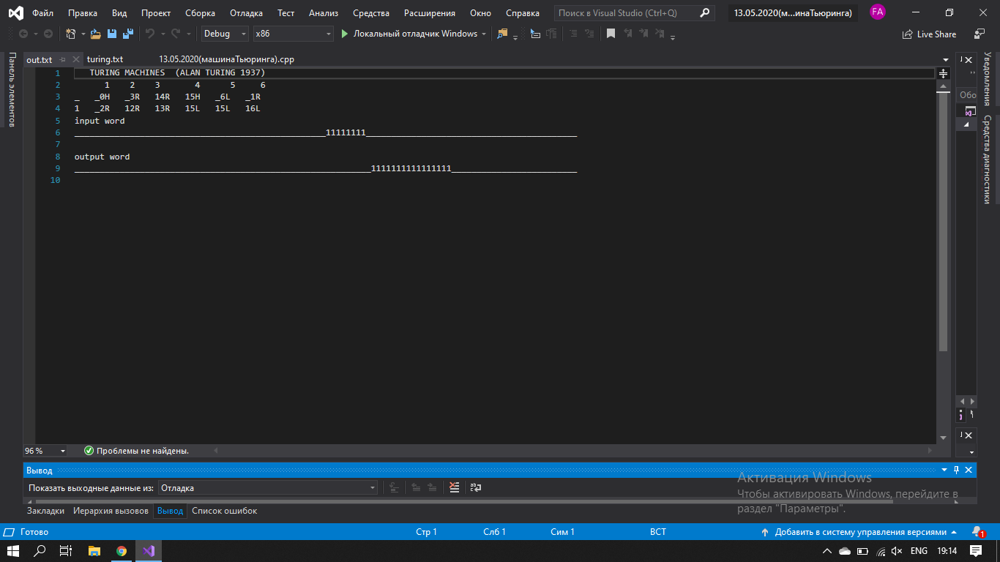 Файл Правка Вид Проект Сборка Отладка Тест Анализ Средства Расширения Окно Справка Поиск в Visual Studio (Ctrl+Q) 13.05.2020(м...инаТьюринга) FA
Debug x86 Локальный отладчик Windows Live Share
out.txt turing.txt 13.05.2020(машинаТьюринга).cpp
Панель элементов
1 TURING MACHINES (ALAN TURING 1937)
2 1 2 3 4 5 6
3 _ _0H _3R 14R 15H _6L _1R
4 1 _2R 12R 13R 15L 15L 16L
5 input word
6 __________________________________________________11111111__________________________________________
7
8 output word
9 ___________________________________________________________1111111111111111_________________________
10
Обо
Уведомления
Средства диагностики
96 % Проблемы не найдены.
Вывод
Показать выходные данные из: Отладка
Активация Windows
Чтобы активировать Windows, перейдите в
раздел "Параметры".
Закладки Иерархия вызовов Вывод Список ошибок
Готово Стр 1 Слб 1 Сим 1 ВСТ Добавить в систему управления версиями 1
ENG 19:14